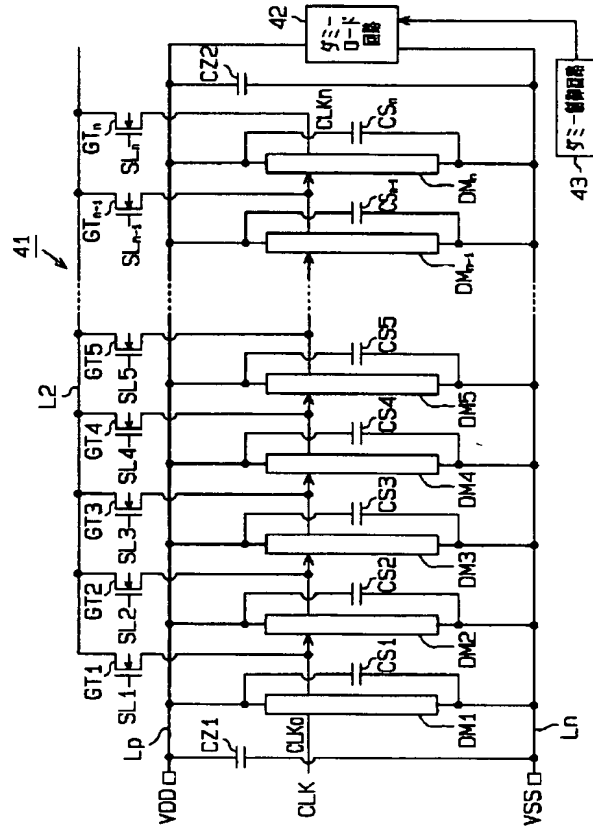 41
L2
GT1
GT2
GT3
GT4
GT5
GTn-1
GTn
SL1
SL2
SL3
SL4
SL5
SLn-1
SLn
VDD
Lp
CZ1
CZ2
42
ダミー
ロード
回路
CLK
CLK0
CLKn
CS1
CS2
CS3
CS4
CS5
CSn-1
CSn
DM1
DM2
DM3
DM4
DM5
DMn-1
DMn
VSS
Ln
ダミー制御回路
43